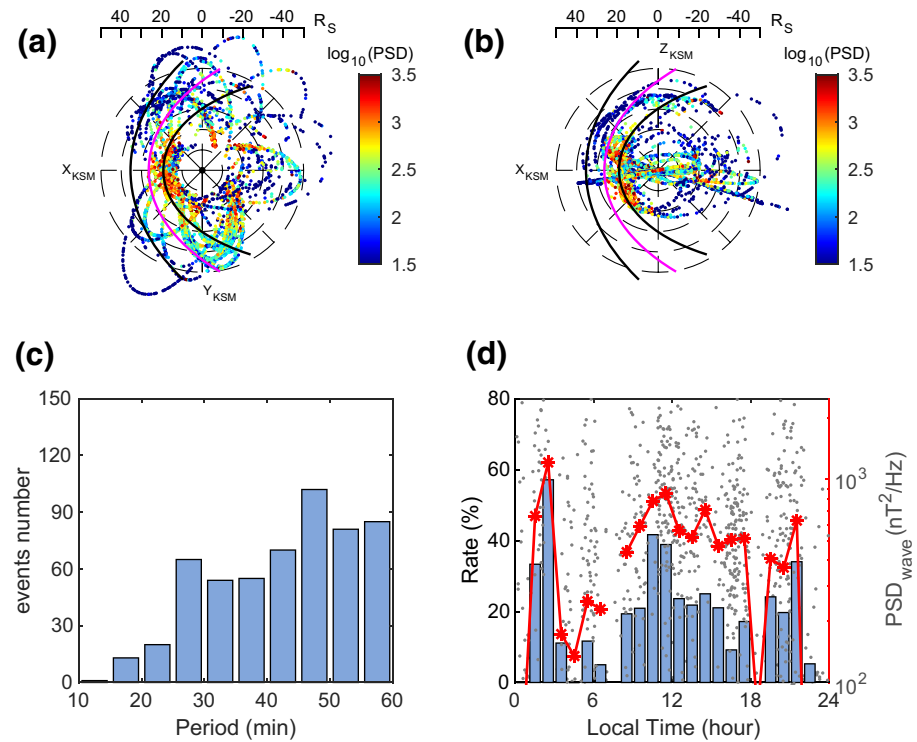 40 20 0 -20 -40 R_S
(a)
log_10(PSD)
3.5
3
2.5
2
1.5
X_KSM
Y_KSM
40 20 0 -20 -40 R_S
(b)
Z_KSM
log_10(PSD)
3.5
3
2.5
2
1.5
X_KSM
(c)
150
120
90
60
30
0
events number
10 20 30 40 50 60
Period (min)
(d)
80
60
40
20
0
Rate (%)
10^3
10^2
PSD_wave (nT^2/Hz)
0 6 12 18 24
Local Time (hour)